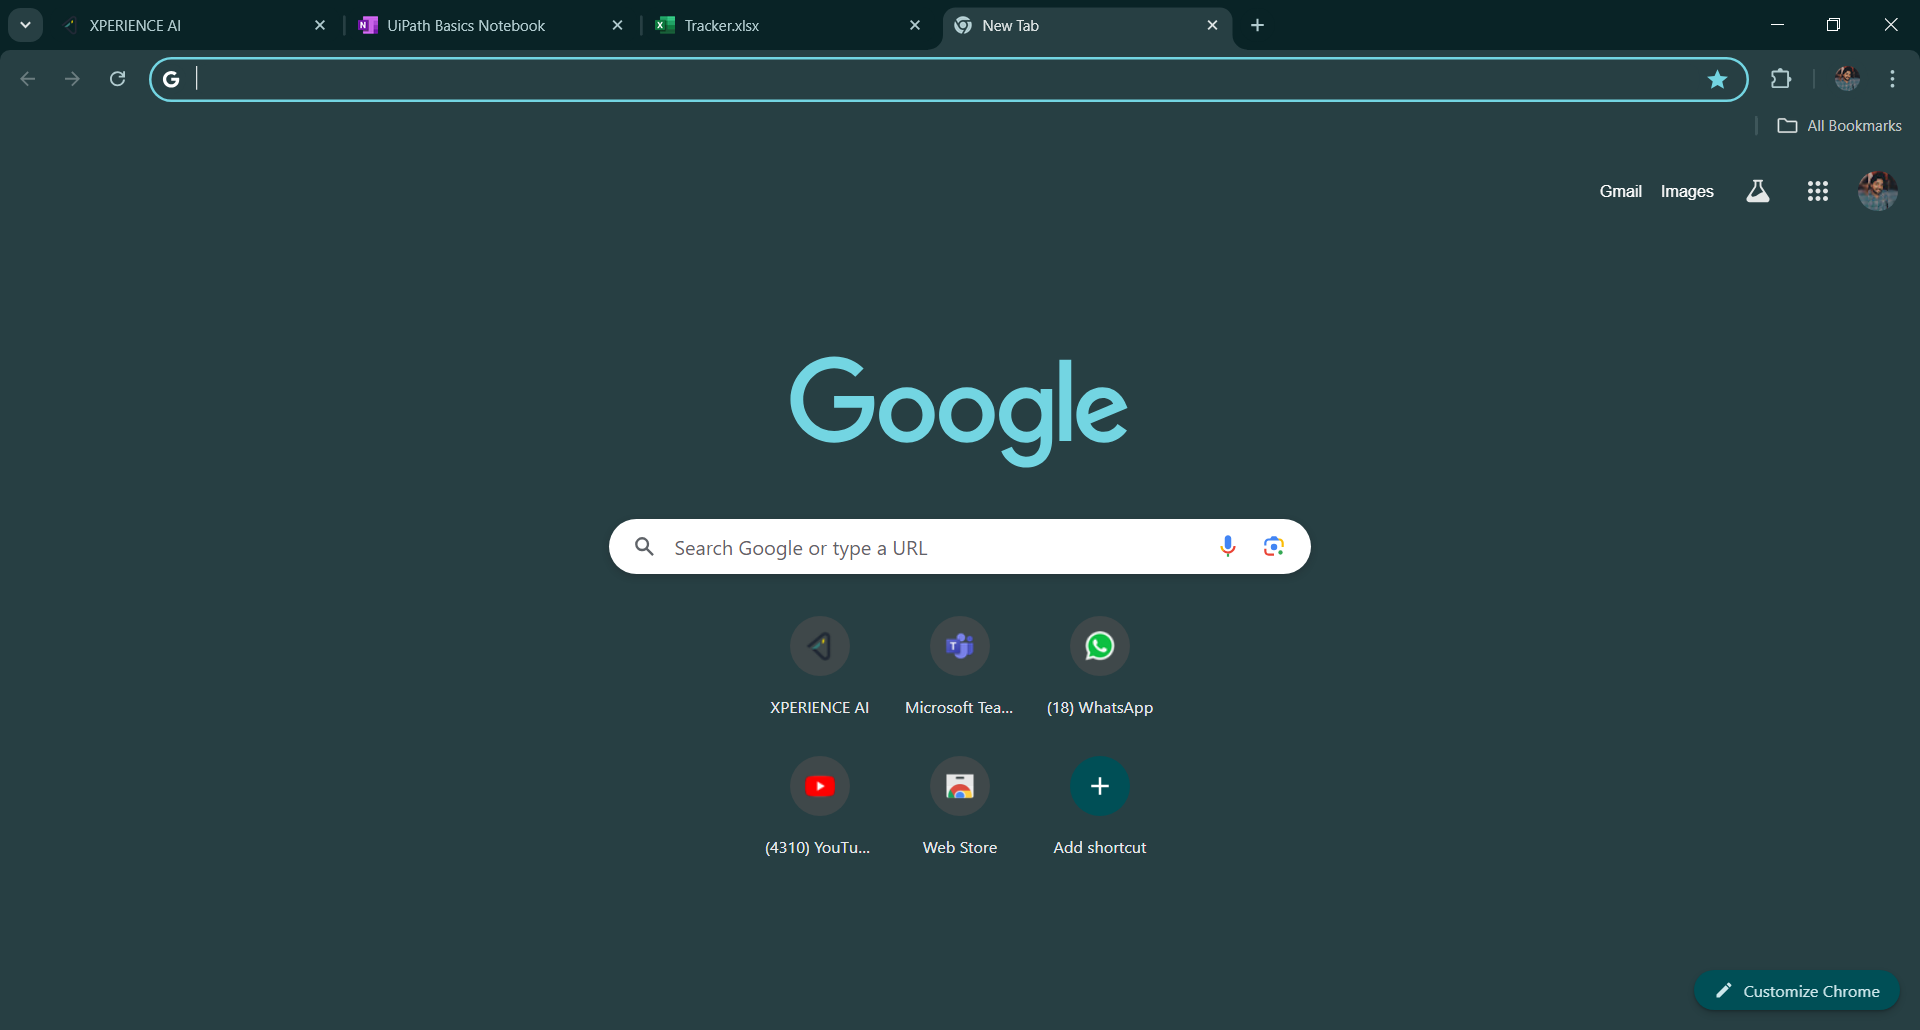 XPERIENCE AI
UiPath Basics Notebook
Tracker.xlsx
New Tab
All Bookmarks
Gmail
Images
Google
Search Google or type a URL
XPERIENCE AI
Microsoft Tea...
(18) WhatsApp
(4310) YouTu...
Web Store
Add shortcut
Customize Chrome